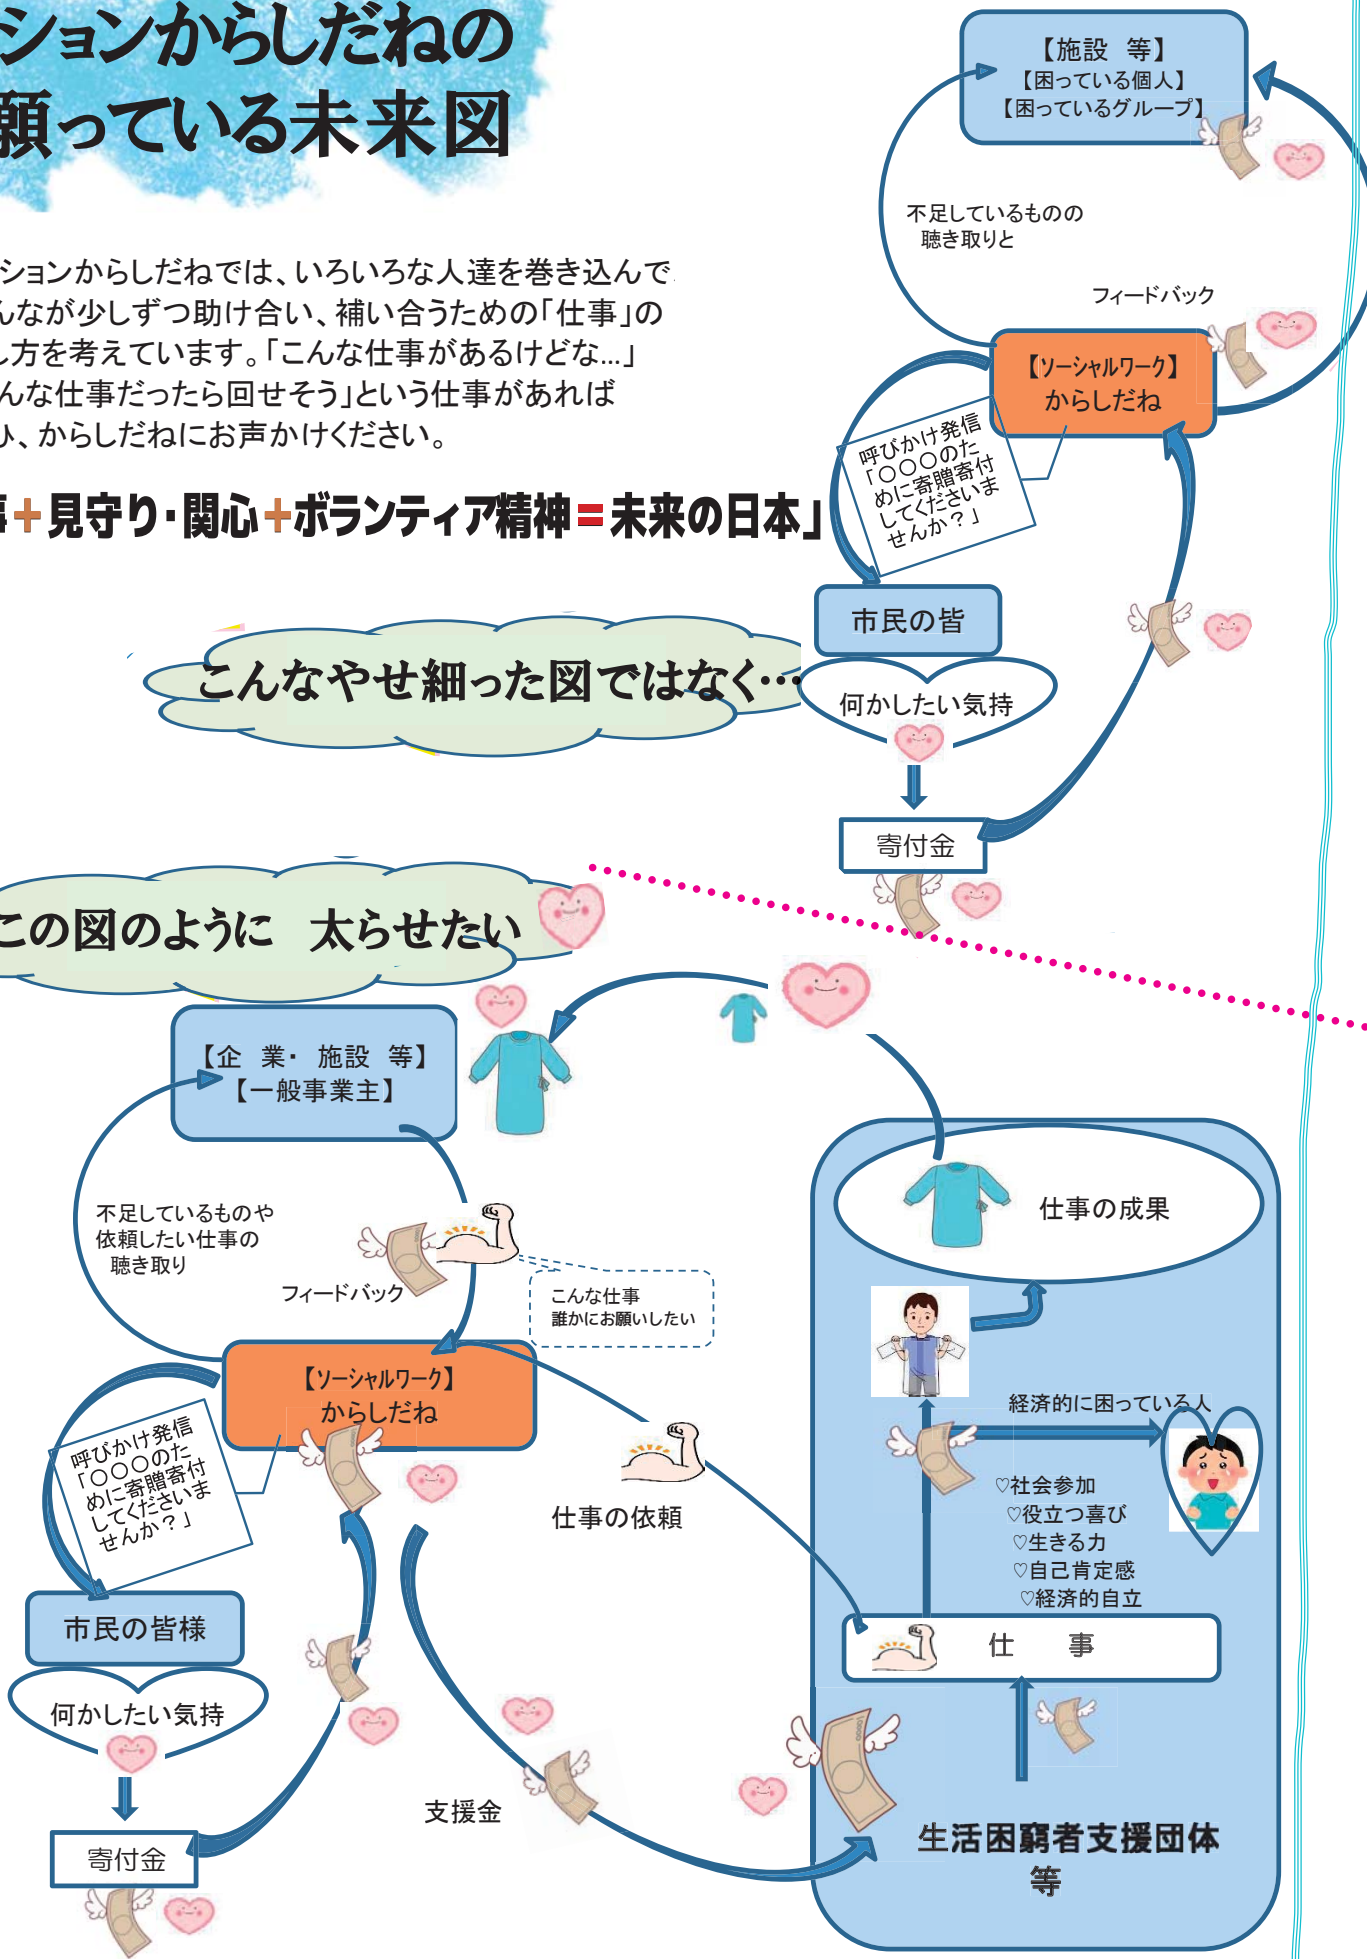 ションからしだねの
願っている未来図
ションからしだねでは、いろいろな人達を巻き込んで
んなが少しずつ助け合い、補い合うための「仕事」の
し方を考えています。「こんな仕事があるけどな…」
んな仕事だったら回せそう」という仕事があれば
ひ、からしだねにお声かけください。
事+見守り・関心+ボランティア精神=未来の日本」
【施設 等】
【困っている個人】
【困っているグループ】
不足しているものの
聴き取りと
フィードバック
【ソーシャルワーク】
からしだね
呼びかけ発信
「〇〇〇のた
めに寄贈寄付
してくださいま
せんか?」
市民の皆
何かしたい気持
寄付金
こんなやせ細った図ではなく…
この図のように 太らせたい
【企 業・ 施設 等】
【一般事業主】
不足しているものや
依頼したい仕事の
聴き取り
フィードバック
こんな仕事
誰かにお願いしたい
【ソーシャルワーク】
からしだね
呼びかけ発信
「〇〇〇のた
めに寄贈寄付
してくださいま
せんか?」
市民の皆様
何かしたい気持
寄付金
仕事の依頼
支援金
仕事の成果
経済的に困っている人
♡社会参加
♡役立つ喜び
♡生きる力
♡自己肯定感
♡経済的自立
仕 事
生活困窮者支援団体
等